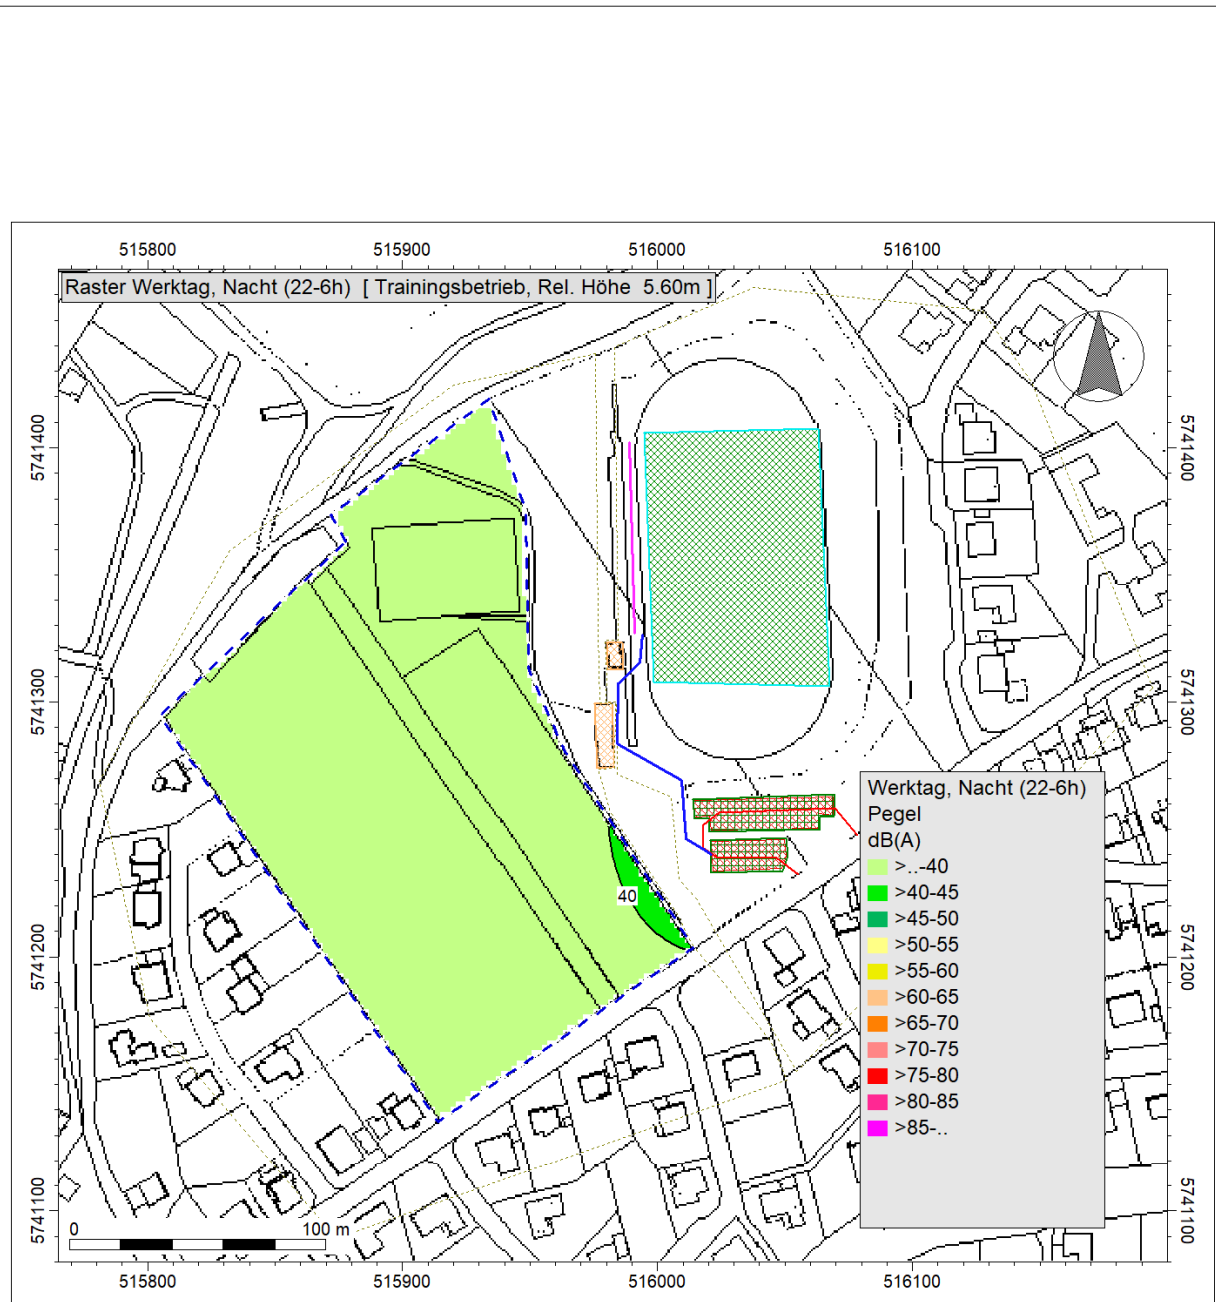 515800 515900 516000 516100
Raster Werktag, Nacht (22-6h) [ Trainingsbetrieb, Rel. Höhe 5.60m ]
5741400 5741400
5741300 5741300
Werktag, Nacht (22-6h)
Pegel
dB(A)
>..-40
>40-45
>45-50
>50-55
>55-60
>60-65
>65-70
>70-75
>75-80
>80-85
>85-..
40
5741200 5741200
5741100 5741100
0 100 m
515800 515900 516000 516100